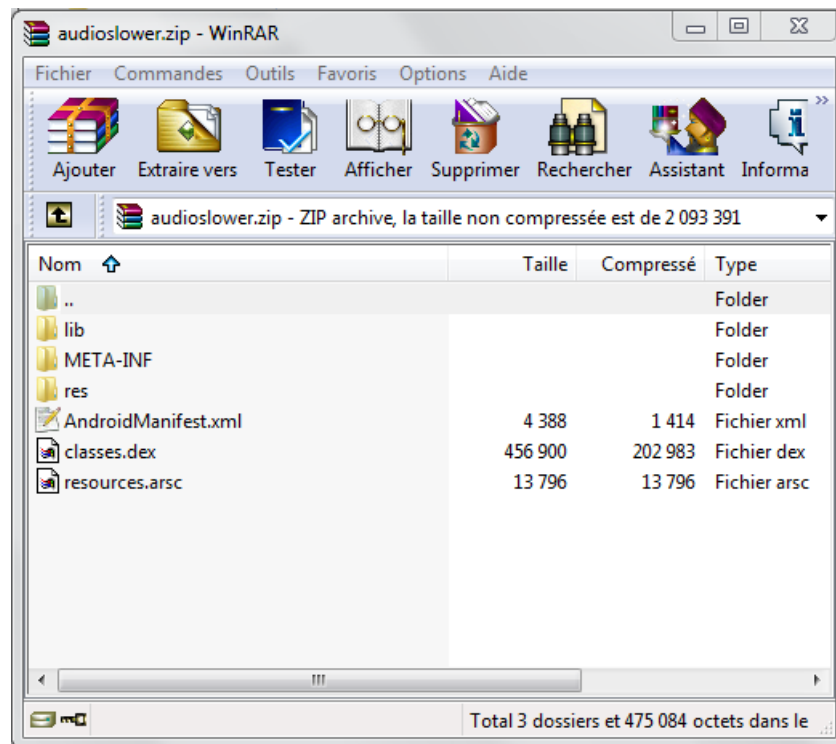 audioslower.zip - WinRAR
Fichier Commandes Outils Favoris Options Aide
Ajouter Extraire vers Tester Afficher Supprimer Rechercher Assistant Informa
audioslower.zip - ZIP archive, la taille non compressée est de 2 093 391
Nom Taille Compressé Type
.. Folder
lib Folder
META-INF Folder
res Folder
AndroidManifest.xml 4 388 1 414 Fichier xml
classes.dex 456 900 202 983 Fichier dex
resources.arsc 13 796 13 796 Fichier arsc
Total 3 dossiers et 475 084 octets dans le